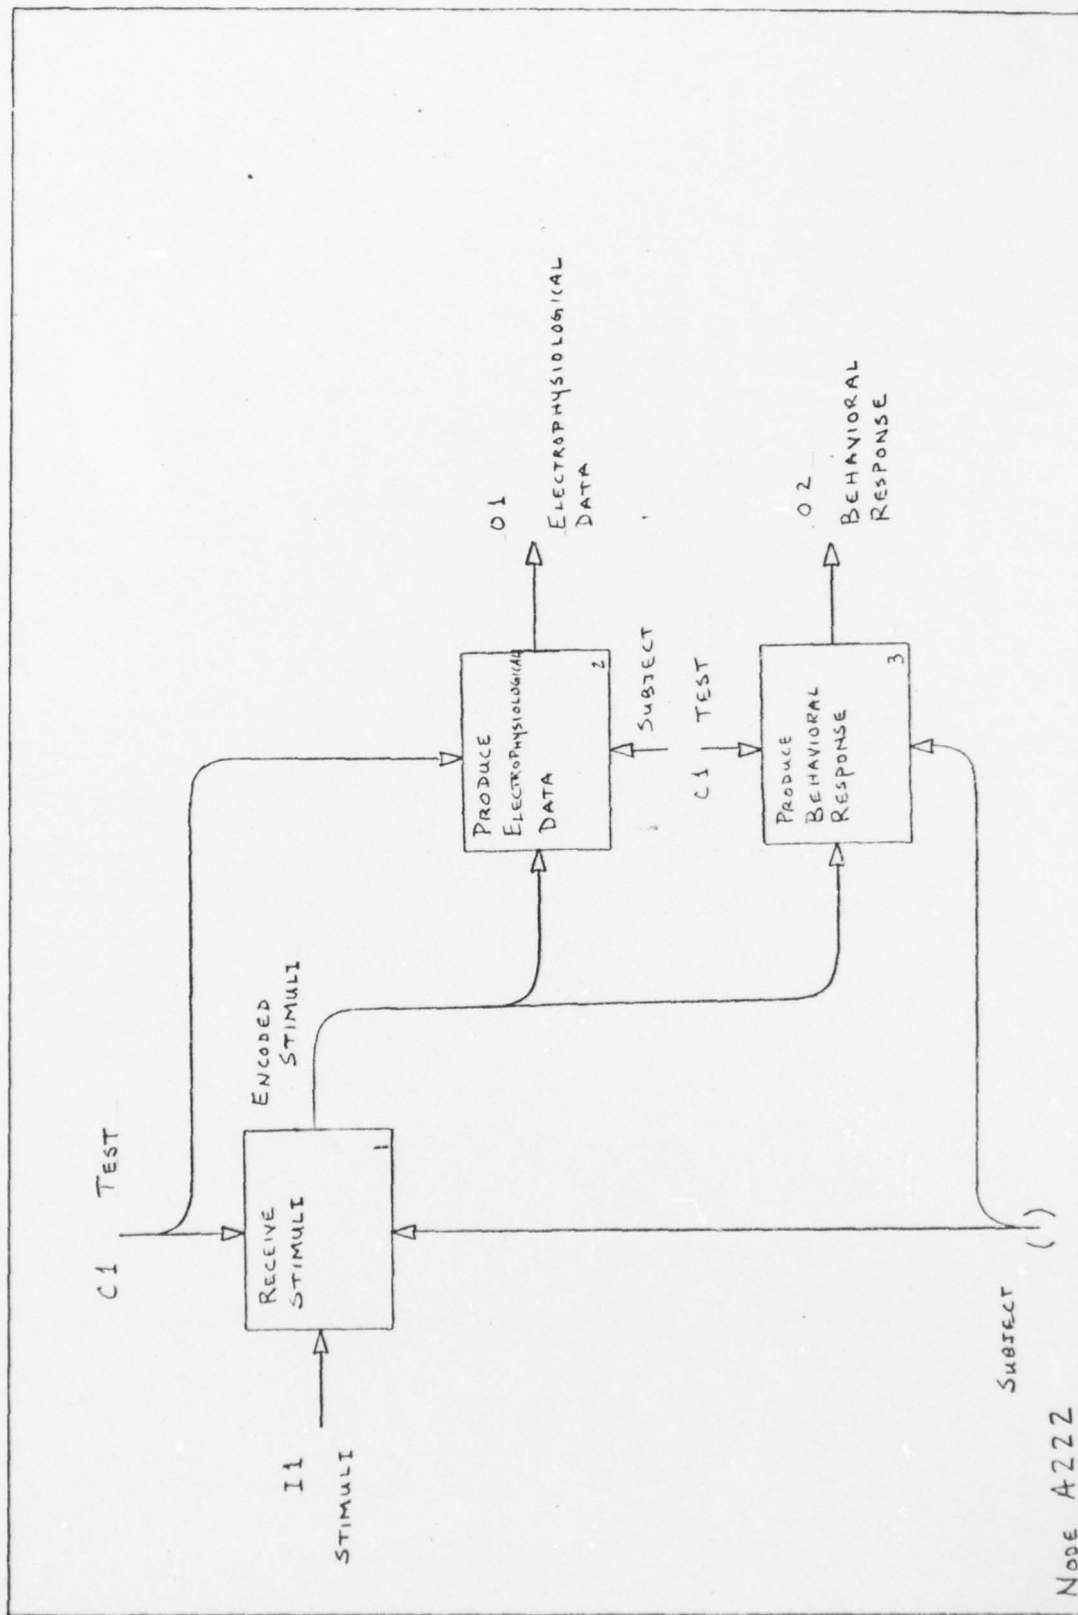 C1 TEST
I1
STIMULI
RECEIVE
STIMULI
1
ENCODED
STIMULI
PRODUCE
ELECTROPHYSIOLOGICAL
DATA
2
O1
ELECTROPHYSIOLOGICAL
DATA
SUBJECT
C1 TEST
PRODUCE
BEHAVIORAL
RESPONSE
3
O2
BEHAVIORAL
RESPONSE
SUBJECT
( )
NODE A222